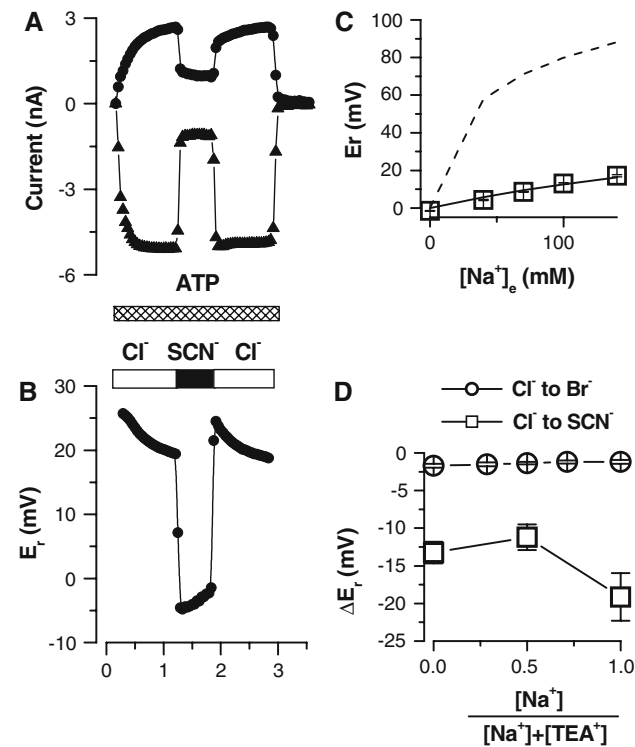 A
3
0
-3
-6
Current (nA)
ATP
Cl⁻ SCN⁻ Cl⁻
B
30
20
10
0
-10
Eᵣ (mV)
0 1 2 3
C
100
80
60
40
20
0
Er (mV)
0 100
[Na⁺]ₑ (mM)
D
Cl⁻ to Br⁻
Cl⁻ to SCN⁻
0
-5
-10
-15
-20
-25
ΔEᵣ (mV)
0.0 0.5 1.0
[Na⁺]
[Na⁺]+[TEA⁺]